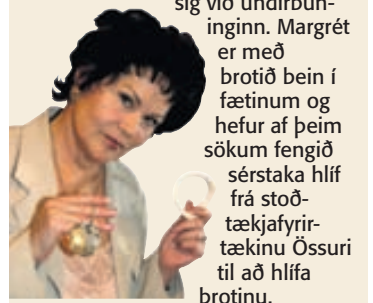 sig við undirbún-
inginn. Margrét
er með
brotið bein í
fætinum og
hefur af þeim
sökum fengið
sérstaka hlíf
frá stoð-
tækjafyrir-
tækinu Össuri
til að hlífa
brotinu.